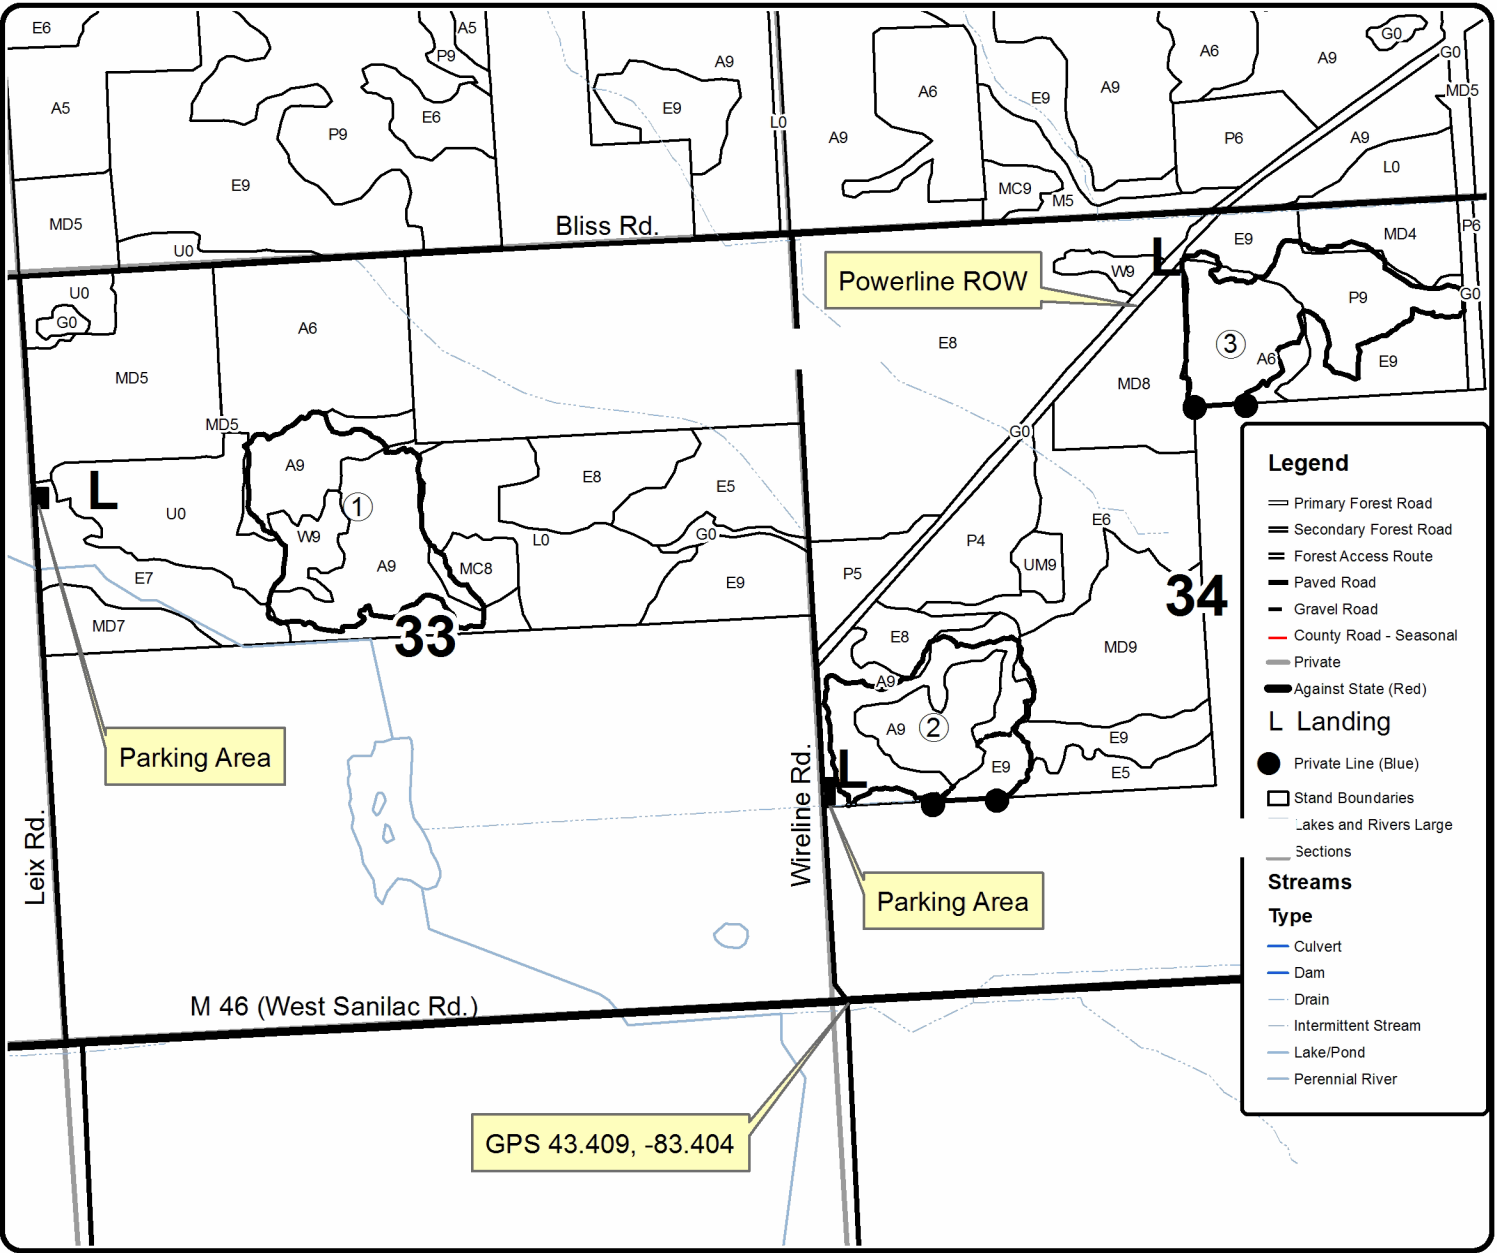 E6
A5
P9
A9
G0
A6
A9
G0
A5
E6
P9
E9
L0
A6
E9
A9
MD5
A9
P6
A9
L0
E9
MC9
M5
MD5
U0
Bliss Rd.
E9
MD4
P6
U0
G0
A6
Powerline ROW
W9
P9
G0
MD5
E8
3
A6
E9
MD8
MD5
G0
A9
E8
E5
L
L
1
U0
W9
L0
G0
A9
MC8
E9
E7
MD7
33
P5
P4
E6
UM9
34
E8
MD9
A9
A9
2
E9
E9
E5
L
Parking Area
Parking Area
Leix Rd.
Wireline Rd.
M 46 (West Sanilac Rd.)
GPS 43.409, -83.404
Legend
Primary Forest Road
Secondary Forest Road
Forest Access Route
Paved Road
Gravel Road
County Road - Seasonal
Private
Against State (Red)
L Landing
Private Line (Blue)
Stand Boundaries
Lakes and Rivers Large
Sections
Streams
Type
Culvert
Dam
Drain
Intermittent Stream
Lake/Pond
Perennial River